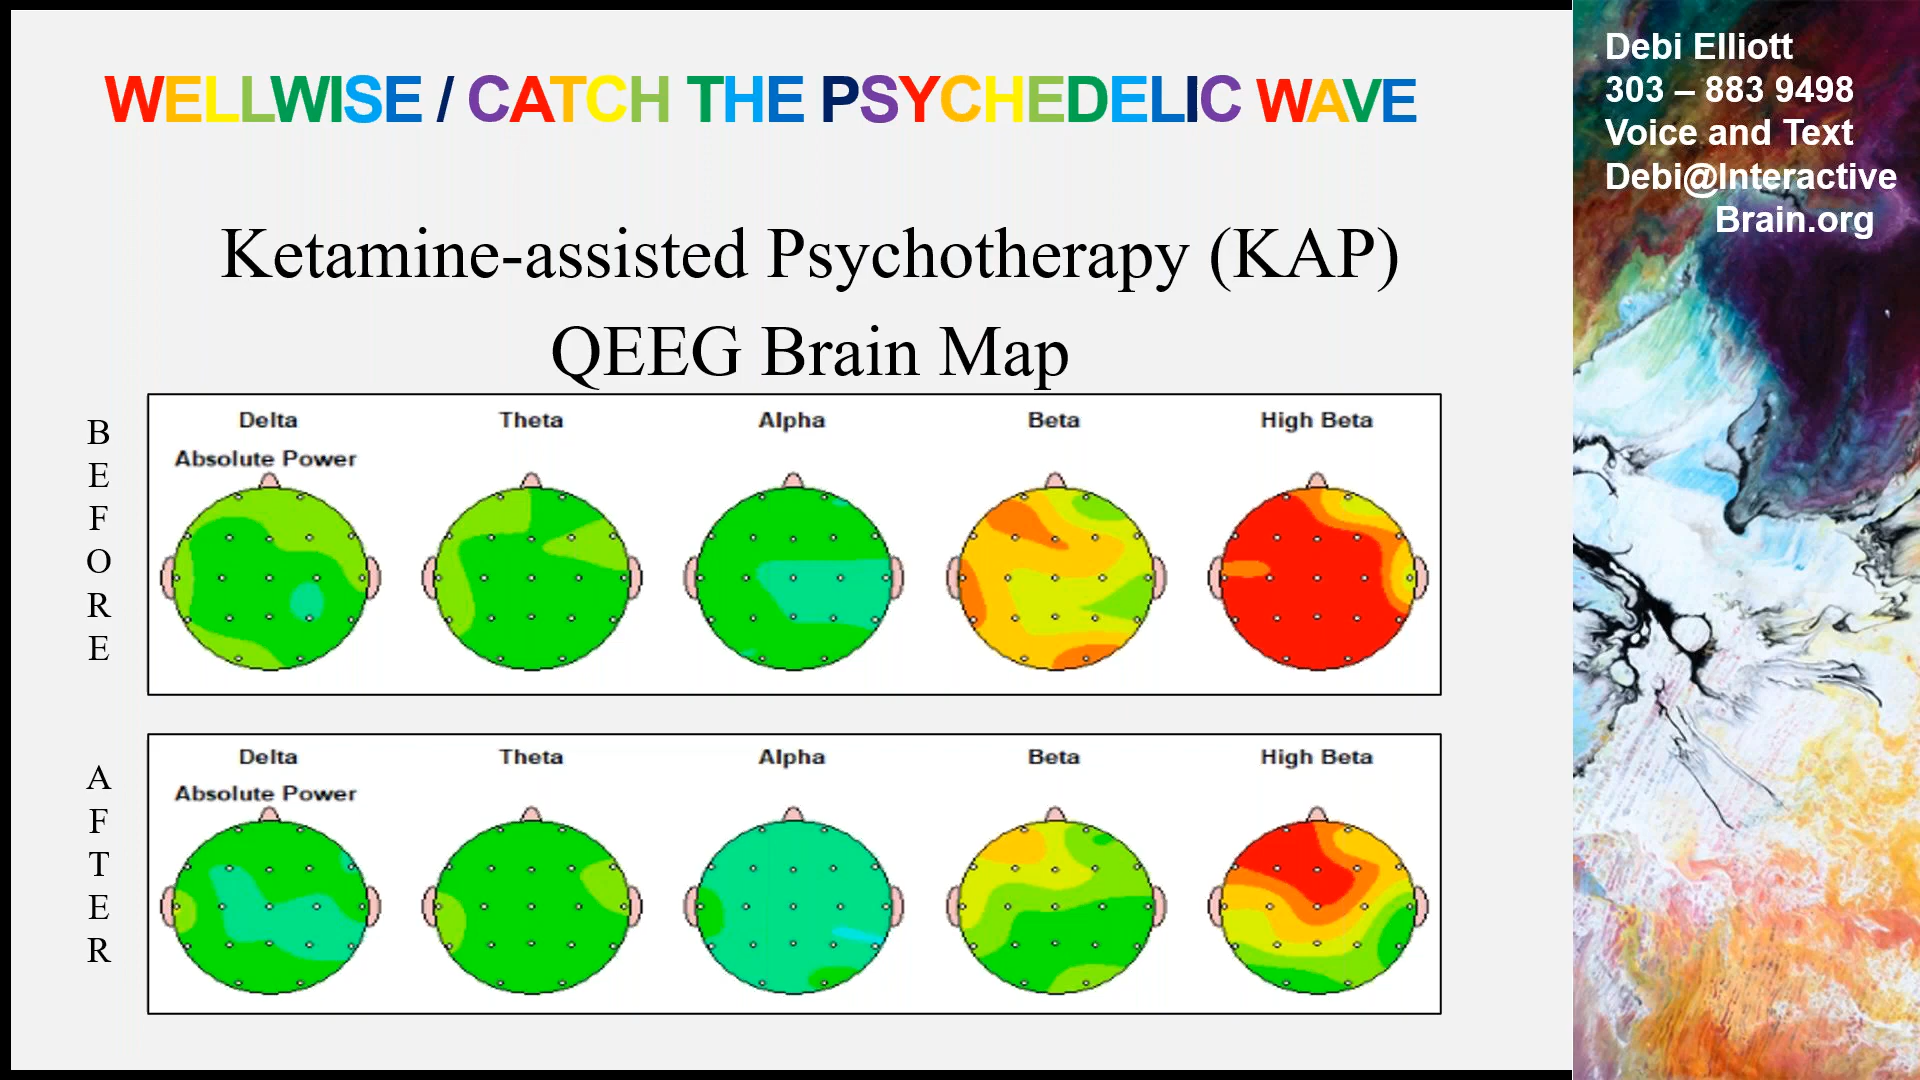 WELLWISE / CATCH THE PSYCHEDELIC WAVE
Debi Elliott
303 – 883 9498
Voice and Text
Debi@Interactive
Brain.org
Ketamine-assisted Psychotherapy (KAP)
QEEG Brain Map
BEFORE
Delta Theta Alpha Beta High Beta
Absolute Power
AFTER
Delta Theta Alpha Beta High Beta
Absolute Power